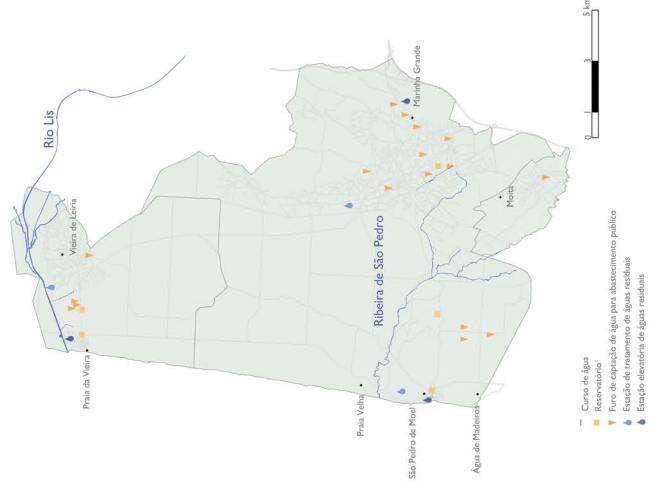 Rio Lis
Vieira de Leiria
Praia da Vieira
Ribeira de São Pedro
Marinha Grande
Moita
Praia Velha
São Pedro de Moel
Água de Madeiros
0 1 3 5 km
Curso de água
Reservatório
Furo de captação de água para abastecimento público
Estação de tratamento de águas residuais
Estação elevatória de águas residuais